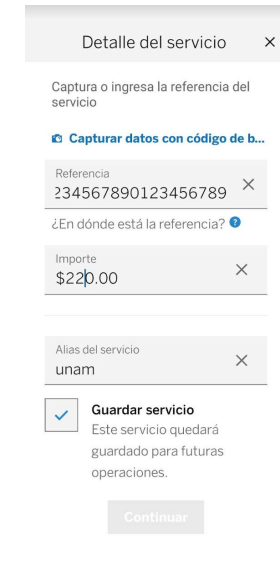 Detalle del servicio
Captura o ingresa la referencia del
servicio
Capturar datos con código de b...
Referencia
234567890123456789
¿En dónde está la referencia?
Importe
$220.00
Alias del servicio
unam
Guardar servicio
Este servicio quedará
guardado para futuras
operaciones.
Continuar